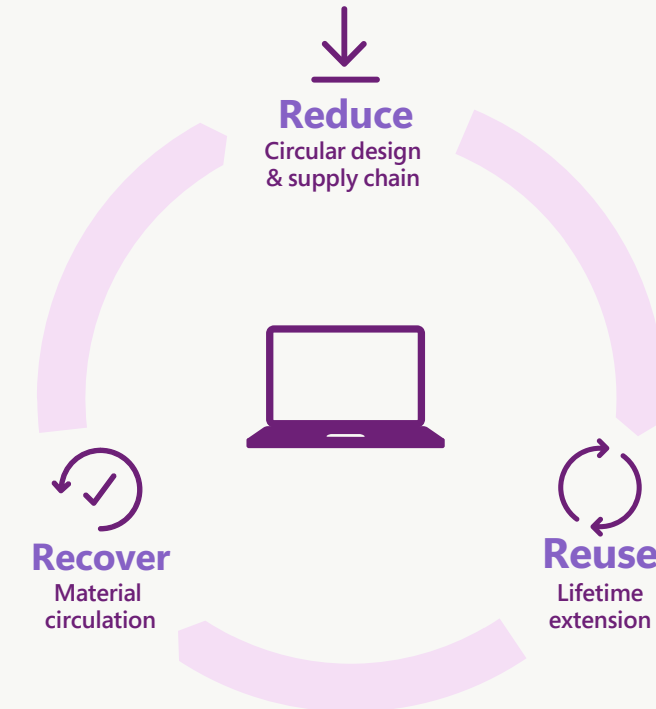 Reduce
Circular design
& supply chain
Recover
Material
circulation
Reuse
Lifetime
extension